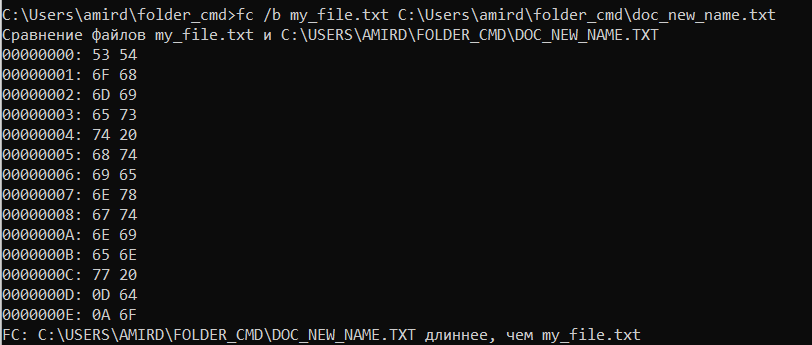 C:\Users\amird\folder_cmd>fc /b my_file.txt C:\Users\amird\folder_cmd\doc_new_name.txt
Сравнение файлов my_file.txt и C:\USERS\AMIRD\FOLDER_CMD\DOC_NEW_NAME.TXT
00000000: 53 54
00000001: 6F 68
00000002: 6D 69
00000003: 65 73
00000004: 74 20
00000005: 68 74
00000006: 69 65
00000007: 6E 78
00000008: 67 74
0000000A: 6E 69
0000000B: 65 6E
0000000C: 77 20
0000000D: 0D 64
0000000E: 0A 6F
FC: C:\USERS\AMIRD\FOLDER_CMD\DOC_NEW_NAME.TXT длиннее, чем my_file.txt